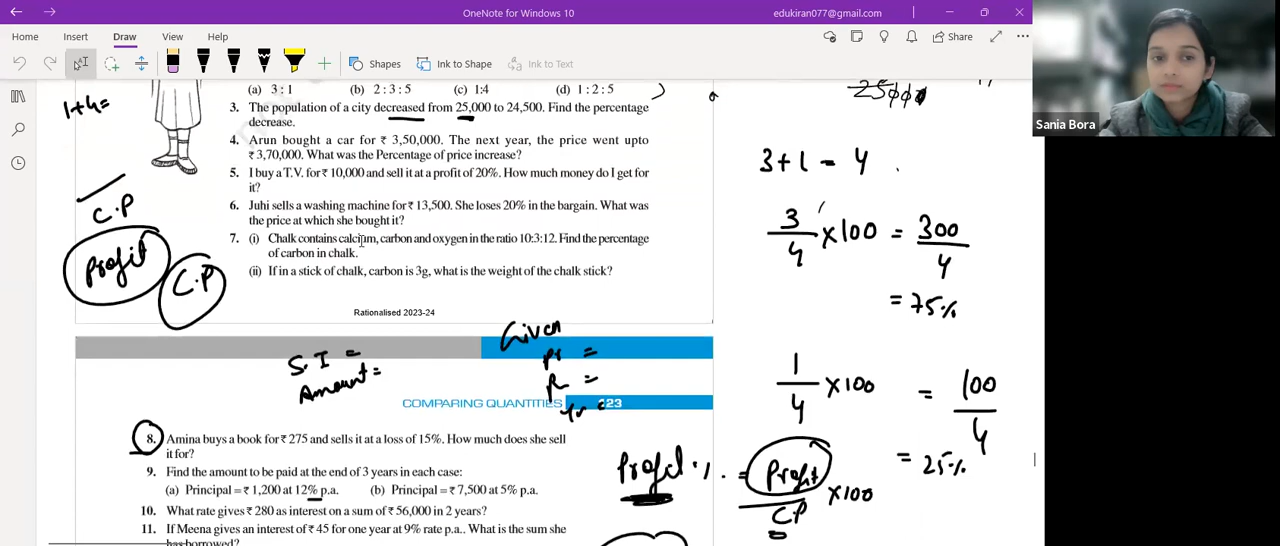 OneNote for Windows 10
edukiran077@gmail.com
Home Insert Draw View Help
Share
Shapes
Ink to Shape
Ink to Text
Sania Bora
1+4=
(a) 3 : 1 (b) 2 : 3 : 5 (c) 1:4 (d) 1 : 2 : 5
3. The population of a city decreased from 25,000 to 24,500. Find the percentage
decrease.
4. Arun bought a car for ₹ 3,50,000. The next year, the price went upto
₹ 3,70,000. What was the Percentage of price increase?
5. I buy a T.V. for ₹ 10,000 and sell it at a profit of 20%. How much money do I get for
it?
6. Juhi sells a washing machine for ₹ 13,500. She loses 20% in the bargain. What was
the price at which she bought it?
7. (i) Chalk contains calcium, carbon and oxygen in the ratio 10:3:12. Find the percentage
of carbon in chalk.
(ii) If in a stick of chalk, carbon is 3g, what is the weight of the chalk stick?
Rationalised 2023-24
C.P
Profit
C.P
S.I =
Amount =
Given
pr =
R =
COMPARING QUANTITIES 123
8. Amina buys a book for ₹ 275 and sells it at a loss of 15%. How much does she sell
it for?
9. Find the amount to be paid at the end of 3 years in each case:
(a) Principal = ₹ 1,200 at 12% p.a. (b) Principal = ₹ 7,500 at 5% p.a.
10. What rate gives ₹ 280 as interest on a sum of ₹ 56,000 in 2 years?
11. If Meena gives an interest of ₹ 45 for one year at 9% rate p.a.. What is the sum she
has borrowed?
25000
3+1 = 4
3/4 ×100 = 300/4
= 75%
1/4 ×100 = 100/4
= 25%
Profit % = Profit/CP ×100